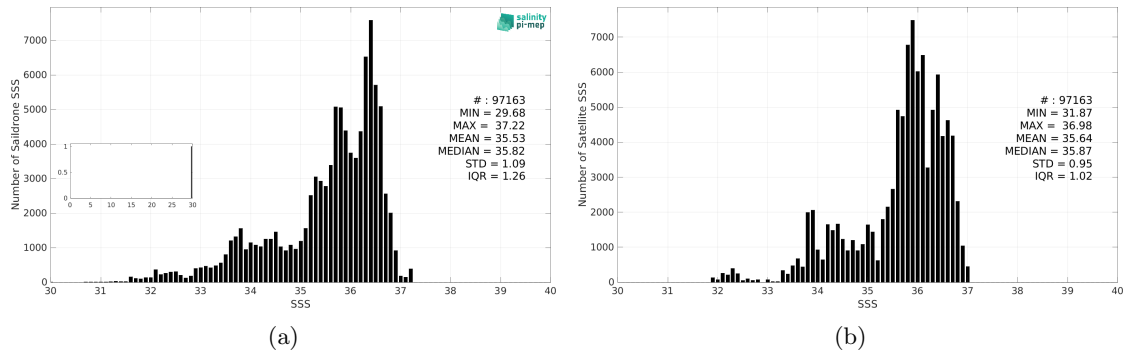 salinity
pi-mep
Number of Saildrone SSS
7000
6000
5000
4000
3000
2000
1000
0
# : 97163
MIN = 29.68
MAX = 37.22
MEAN = 35.53
MEDIAN = 35.82
STD = 1.09
IQR = 1.26
1
0.5
0
0 5 10 15 20 25 30
30 31 32 33 34 35 36 37 38 39 40
SSS
(a)
Number of Satellite SSS
7000
6000
5000
4000
3000
2000
1000
0
# : 97163
MIN = 31.87
MAX = 36.98
MEAN = 35.64
MEDIAN = 35.87
STD = 0.95
IQR = 1.02
30 31 32 33 34 35 36 37 38 39 40
SSS
(b)